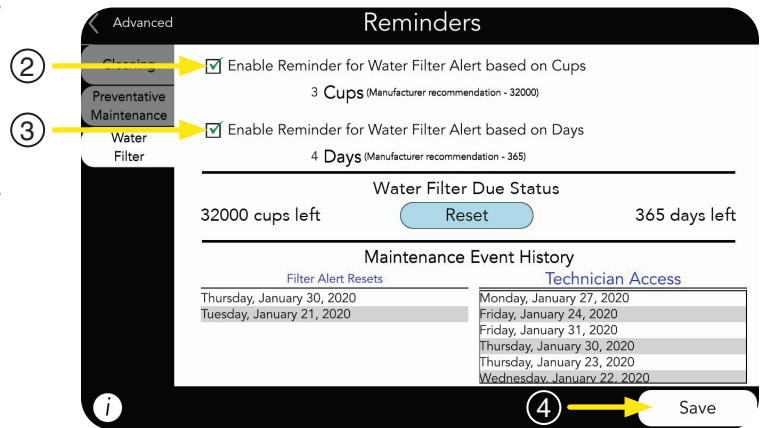 Advanced
Reminders
② Cleaning
Enable Reminder for Water Filter Alert based on Cups
3 Cups (Manufacturer recommendation - 32000)
Preventative
Maintenance
③ Enable Reminder for Water Filter Alert based on Days
Water
Filter
4 Days (Manufacturer recommendation - 365)
Water Filter Due Status
32000 cups left Reset 365 days left
Maintenance Event History
Filter Alert Resets
Thursday, January 30, 2020
Tuesday, January 21, 2020
Technician Access
Monday, January 27, 2020
Friday, January 24, 2020
Friday, January 31, 2020
Thursday, January 30, 2020
Thursday, January 23, 2020
Wednesday, January 22, 2020
i
④ Save